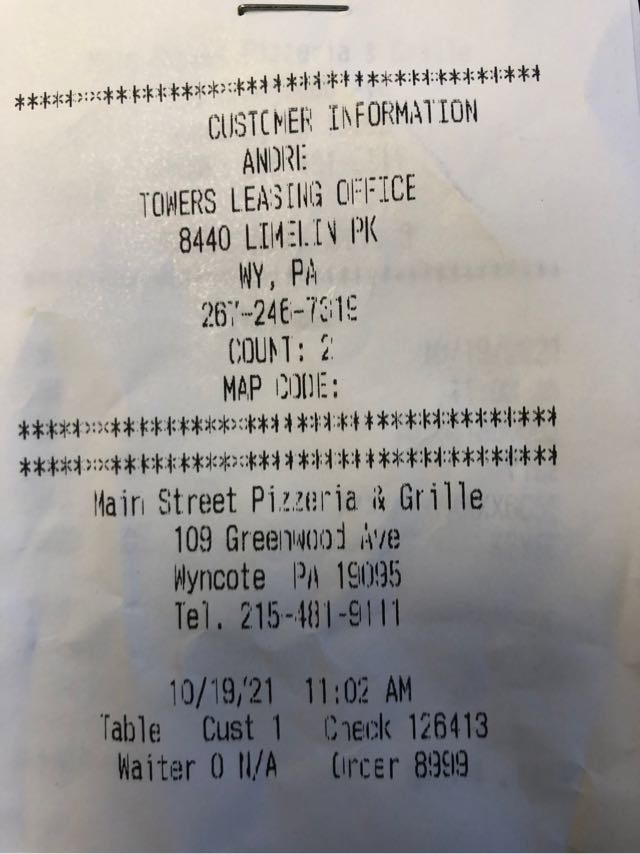 ****************************************
CUSTOMER INFORMATION
ANDRE
TOWERS LEASING OFFICE
8440 LIMELIN PK
WY, PA
267-246-7319
COUNT: 2
MAP CODE:
****************************************
****************************************
Main Street Pizzeria & Grille
109 Greenwood Ave
Wyncote PA 19095
Tel. 215-481-9111
10/19/21 11:02 AM
Table Cust 1 Check 126413
Waiter 0 N/A Order 8999